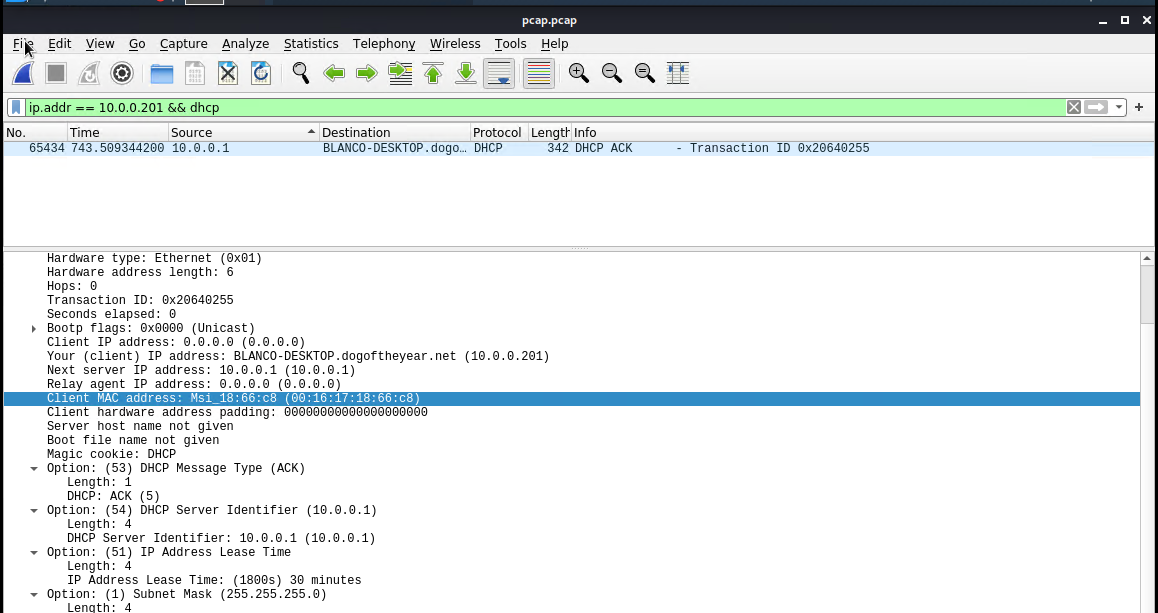 pcap.pcap
File Edit View Go Capture Analyze Statistics Telephony Wireless Tools Help
ip.addr == 10.0.0.201 && dhcp
No. Time Source Destination Protocol Length Info
65434 743.509344200 10.0.0.1 BLANCO-DESKTOP.dogo… DHCP 342 DHCP ACK - Transaction ID 0x20640255
Hardware type: Ethernet (0x01)
Hardware address length: 6
Hops: 0
Transaction ID: 0x20640255
Seconds elapsed: 0
Bootp flags: 0x0000 (Unicast)
Client IP address: 0.0.0.0 (0.0.0.0)
Your (client) IP address: BLANCO-DESKTOP.dogoftheyear.net (10.0.0.201)
Next server IP address: 10.0.0.1 (10.0.0.1)
Relay agent IP address: 0.0.0.0 (0.0.0.0)
Client MAC address: Msi_18:66:c8 (00:16:17:18:66:c8)
Client hardware address padding: 00000000000000000000
Server host name not given
Boot file name not given
Magic cookie: DHCP
Option: (53) DHCP Message Type (ACK)
Length: 1
DHCP: ACK (5)
Option: (54) DHCP Server Identifier (10.0.0.1)
Length: 4
DHCP Server Identifier: 10.0.0.1 (10.0.0.1)
Option: (51) IP Address Lease Time
Length: 4
IP Address Lease Time: (1800s) 30 minutes
Option: (1) Subnet Mask (255.255.255.0)
Length: 4